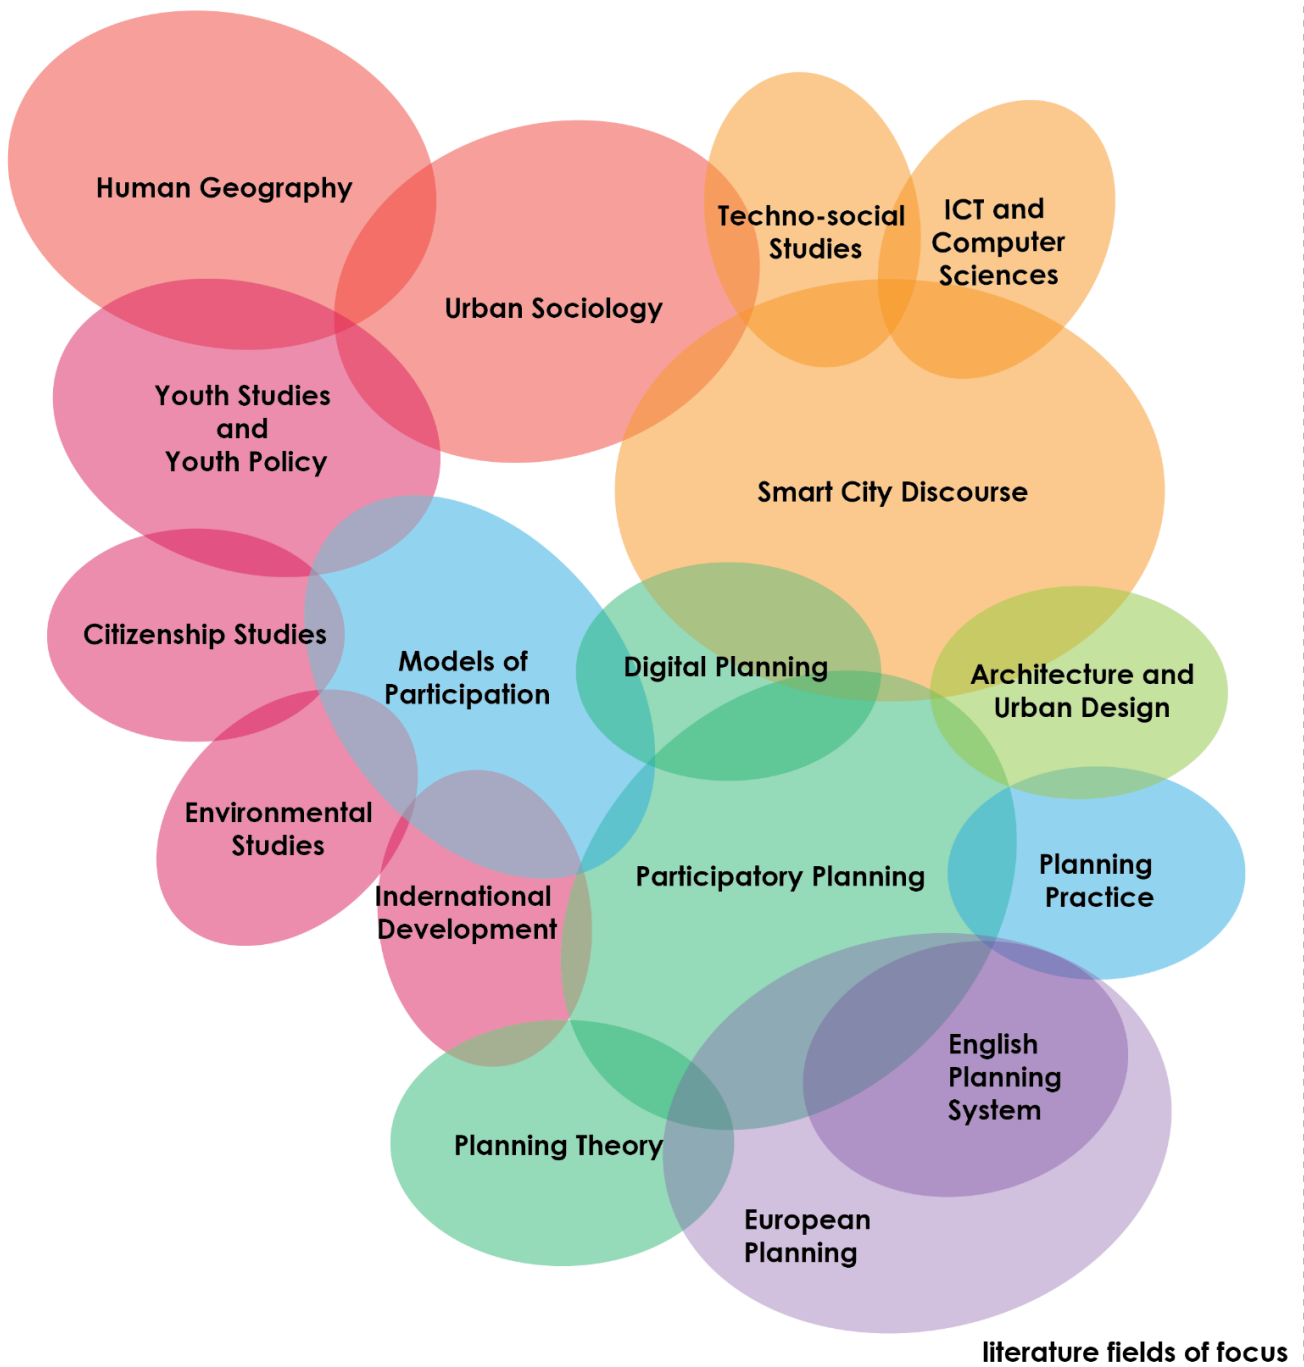 Human Geography
Techno-social
Studies
ICT and
Computer
Sciences
Urban Sociology
Youth Studies
and
Youth Policy
Smart City Discourse
Citizenship Studies
Models of
Participation
Digital Planning
Architecture and
Urban Design
Environmental
Studies
Indernational
Development
Participatory Planning
Planning
Practice
English
Planning
System
Planning Theory
European
Planning
literature fields of focus